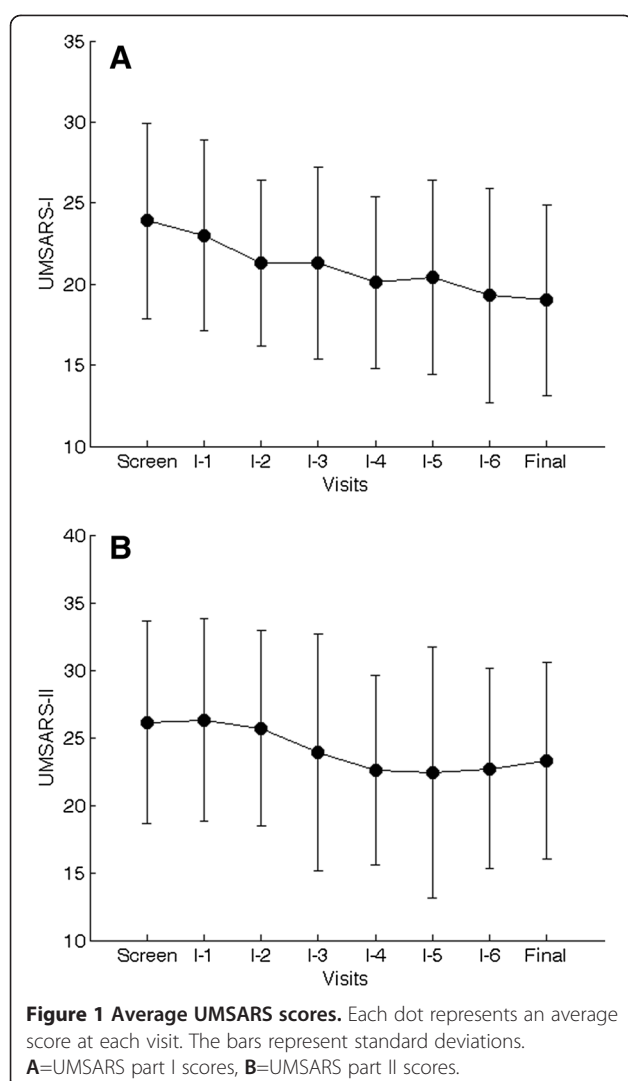 A
35
30
25
20
15
10
UMSARS-I
Screen I-1 I-2 I-3 I-4 I-5 I-6 Final
Visits
B
40
35
30
25
20
15
10
UMSARS-II
Screen I-1 I-2 I-3 I-4 I-5 I-6 Final
Visits
Figure 1 Average UMSARS scores. Each dot represents an average
score at each visit. The bars represent standard deviations.
A=UMSARS part I scores, B=UMSARS part II scores.